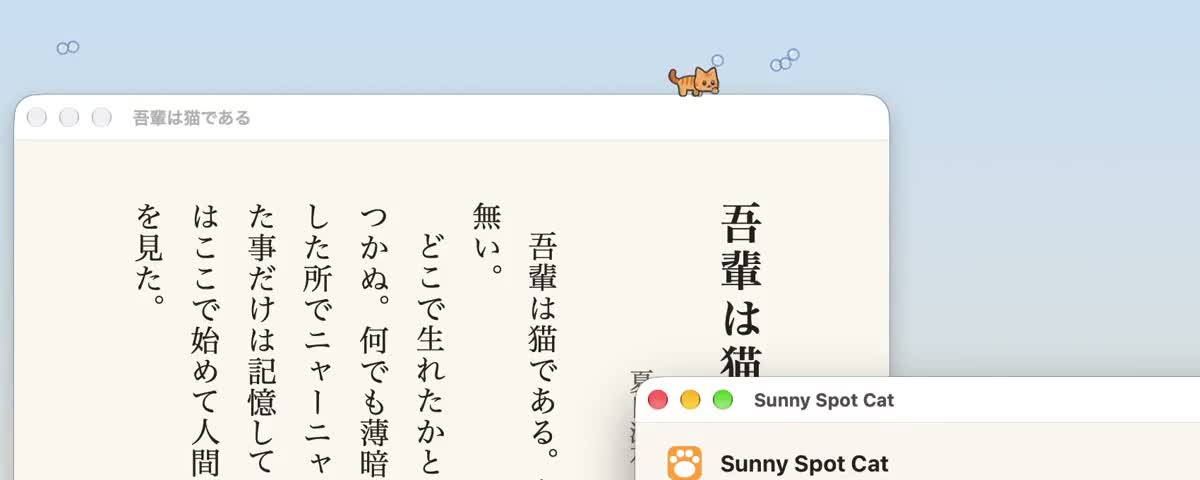 吾輩は猫である
吾輩は猫
吾輩は猫である。
無い。
どこで生れたかと
つかぬ。何でも薄暗
した所でニャーニャ
た事だけは記憶して
はここで始めて人間
を見た。
Sunny Spot Cat
Sunny Spot Cat